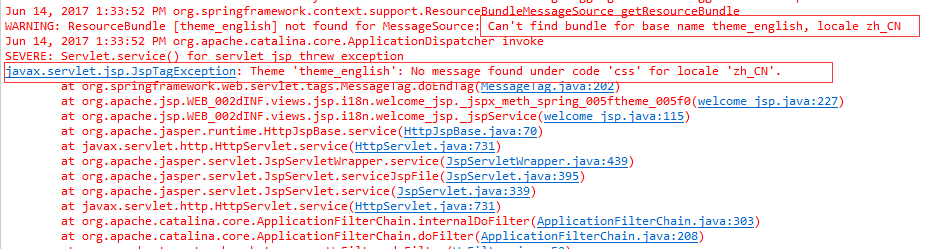 Jun 14, 2017 1:33:52 PM org.springframework.context.support.ResourceBundleMessageSource getResourceBundle
WARNING: ResourceBundle [theme_english] not found for MessageSource: Can't find bundle for base name theme_english, locale zh_CN
Jun 14, 2017 1:33:52 PM org.apache.catalina.core.ApplicationDispatcher invoke
SEVERE: Servlet.service() for servlet jsp threw exception
javax.servlet.jsp.JspTagException: Theme 'theme_english': No message found under code 'css' for locale 'zh_CN'.
at org.springframework.web.servlet.tags.MessageTag.doEndTag(MessageTag.java:202)
at org.apache.jsp.WEB_002dINF.views.jsp.i18n.welcome_jsp._jspx_meth_spring_005ftheme_005f0(welcome_jsp.java:227)
at org.apache.jsp.WEB_002dINF.views.jsp.i18n.welcome_jsp._jspService(welcome_jsp.java:115)
at org.apache.jasper.runtime.HttpJspBase.service(HttpJspBase.java:70)
at javax.servlet.http.HttpServlet.service(HttpServlet.java:731)
at org.apache.jasper.servlet.JspServletWrapper.service(JspServletWrapper.java:439)
at org.apache.jasper.servlet.JspServlet.serviceJspFile(JspServlet.java:395)
at org.apache.jasper.servlet.JspServlet.service(JspServlet.java:339)
at javax.servlet.http.HttpServlet.service(HttpServlet.java:731)
at org.apache.catalina.core.ApplicationFilterChain.internalDoFilter(ApplicationFilterChain.java:303)
at org.apache.catalina.core.ApplicationFilterChain.doFilter(ApplicationFilterChain.java:208)